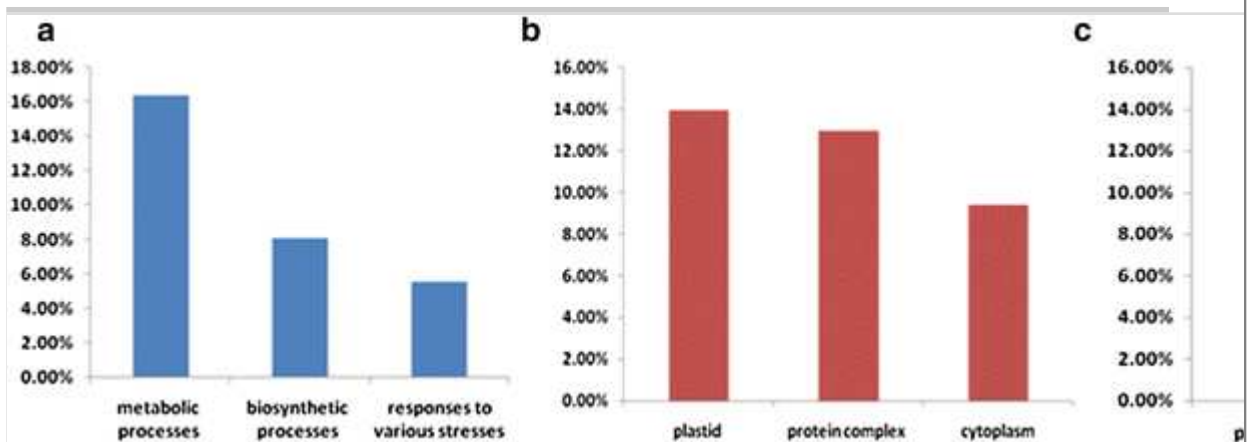 a
18.00%
16.00%
14.00%
12.00%
10.00%
8.00%
6.00%
4.00%
2.00%
0.00%
metabolic
processes
biosynthetic
processes
responses to
various stresses
b
16.00%
14.00%
12.00%
10.00%
8.00%
6.00%
4.00%
2.00%
0.00%
plastid
protein complex
cytoplasm
c
16.00%
14.00%
12.00%
10.00%
8.00%
6.00%
4.00%
2.00%
0.00%